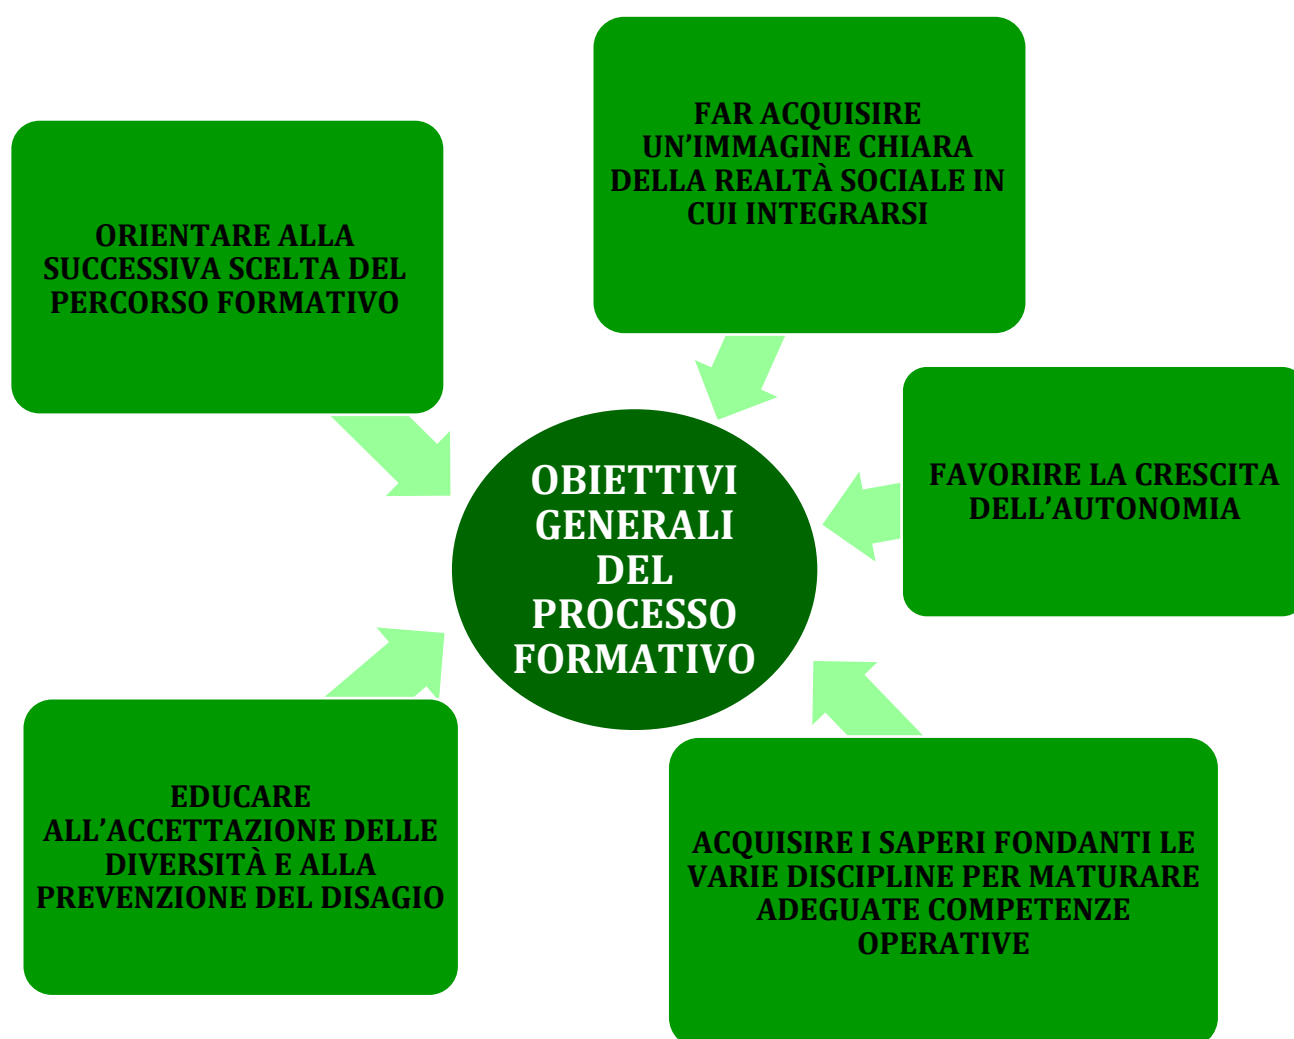 FAR ACQUISIRE
UN’IMMAGINE CHIARA
DELLA REALTÀ SOCIALE IN
CUI INTEGRARSI
ORIENTARE ALLA
SUCCESSIVA SCELTA DEL
PERCORSO FORMATIVO
FAVORIRE LA CRESCITA
DELL’AUTONOMIA
OBIETTIVI
GENERALI
DEL
PROCESSO
FORMATIVO
EDUCARE
ALL’ACCETTAZIONE DELLE
DIVERSITÀ E ALLA
PREVENZIONE DEL DISAGIO
ACQUISIRE I SAPERI FONDANTI LE
VARIE DISCIPLINE PER MATURARE
ADEGUATE COMPETENZE
OPERATIVE